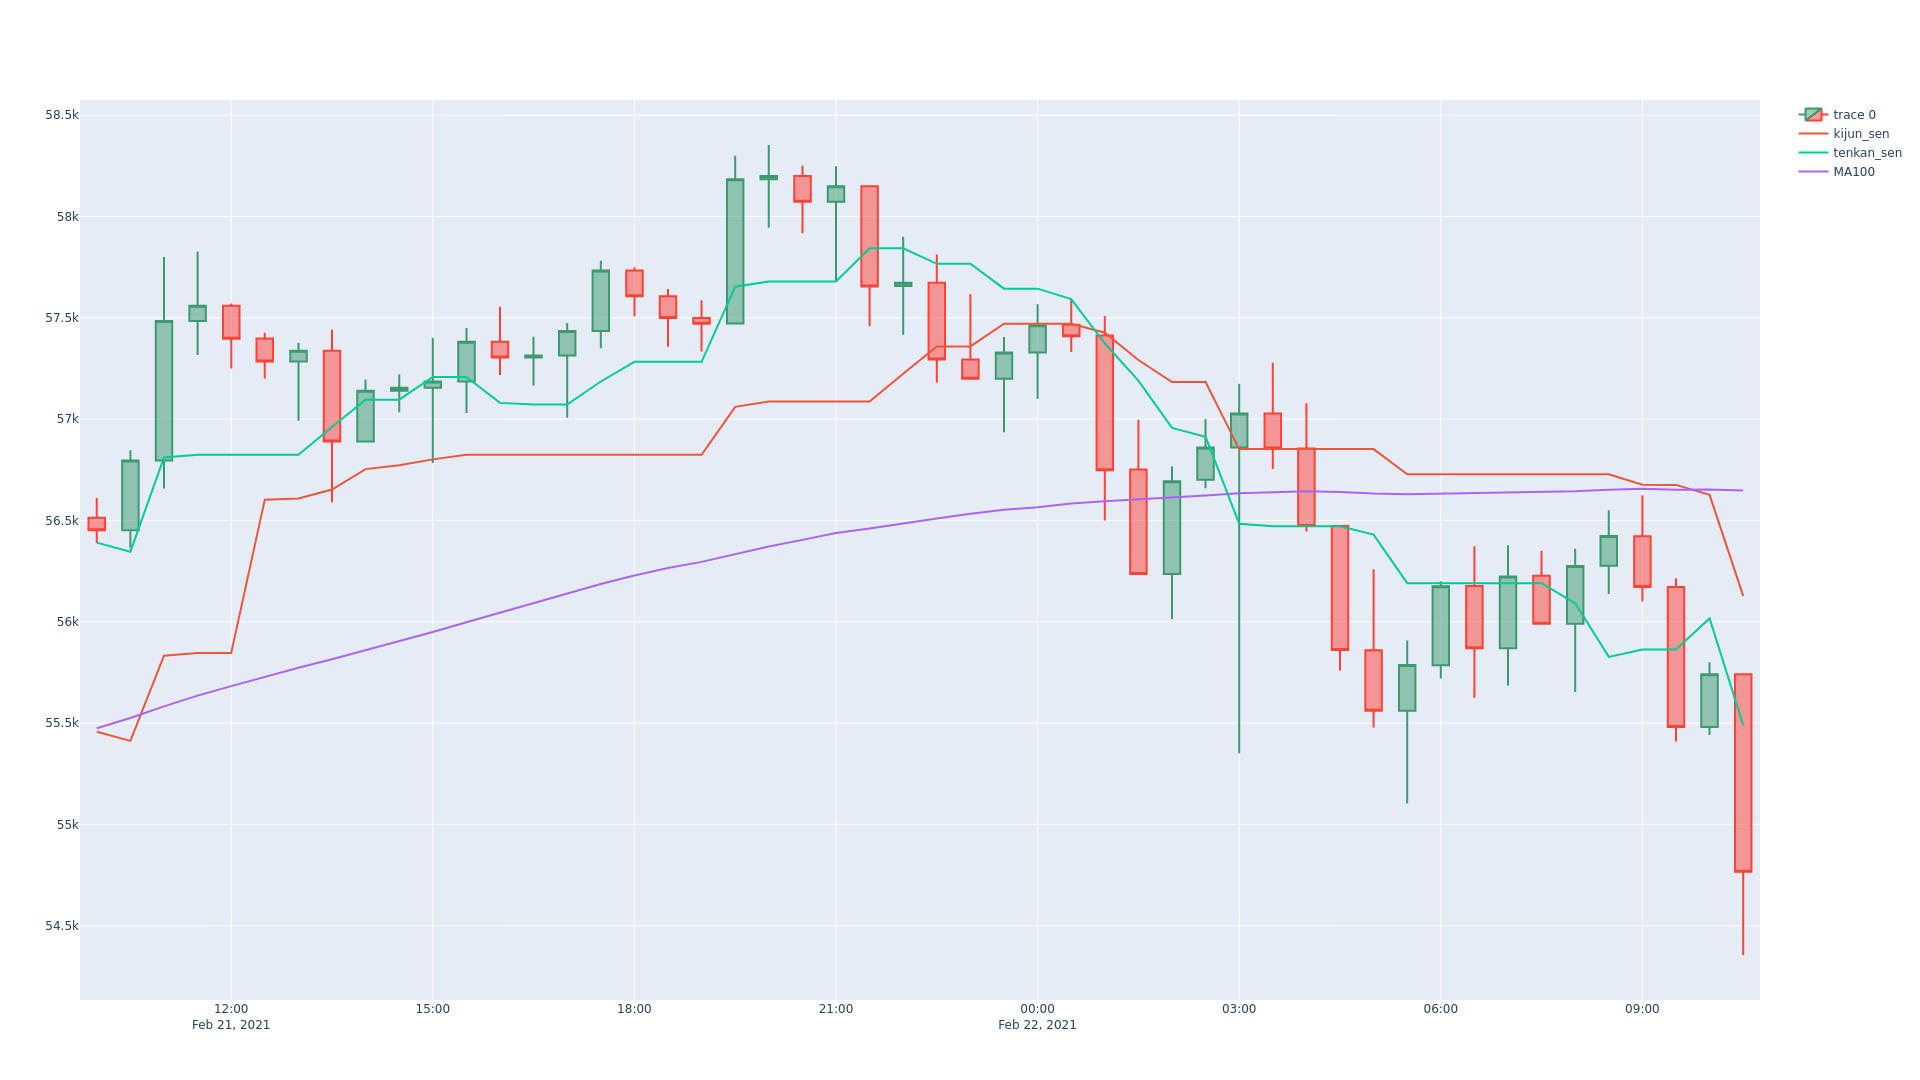 58.5k
58k
57.5k
57k
56.5k
56k
55.5k
55k
54.5k
12:00
Feb 21, 2021
15:00
18:00
21:00
00:00
Feb 22, 2021
03:00
06:00
09:00
trace 0
kijun_sen
tenkan_sen
MA100